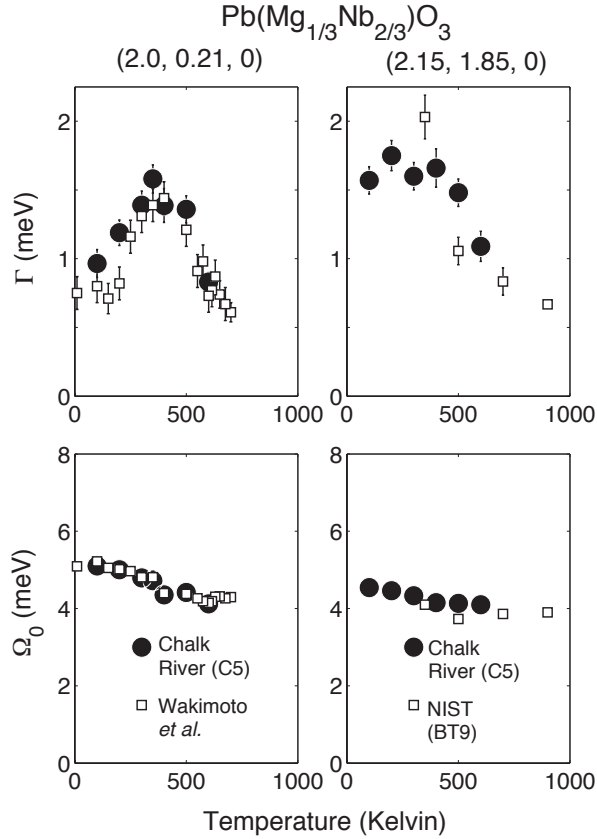 Pb(Mg1/3Nb2/3)O3
(2.0, 0.21, 0)
(2.15, 1.85, 0)
2
1
0
Γ (meV)
0
500
1000
2
1
0
0
500
1000
8
6
4
2
0
Ω0 (meV)
Chalk
River (C5)
Wakimoto
et al.
0
500
1000
8
6
4
2
0
Chalk
River (C5)
NIST
(BT9)
0
500
1000
Temperature (Kelvin)